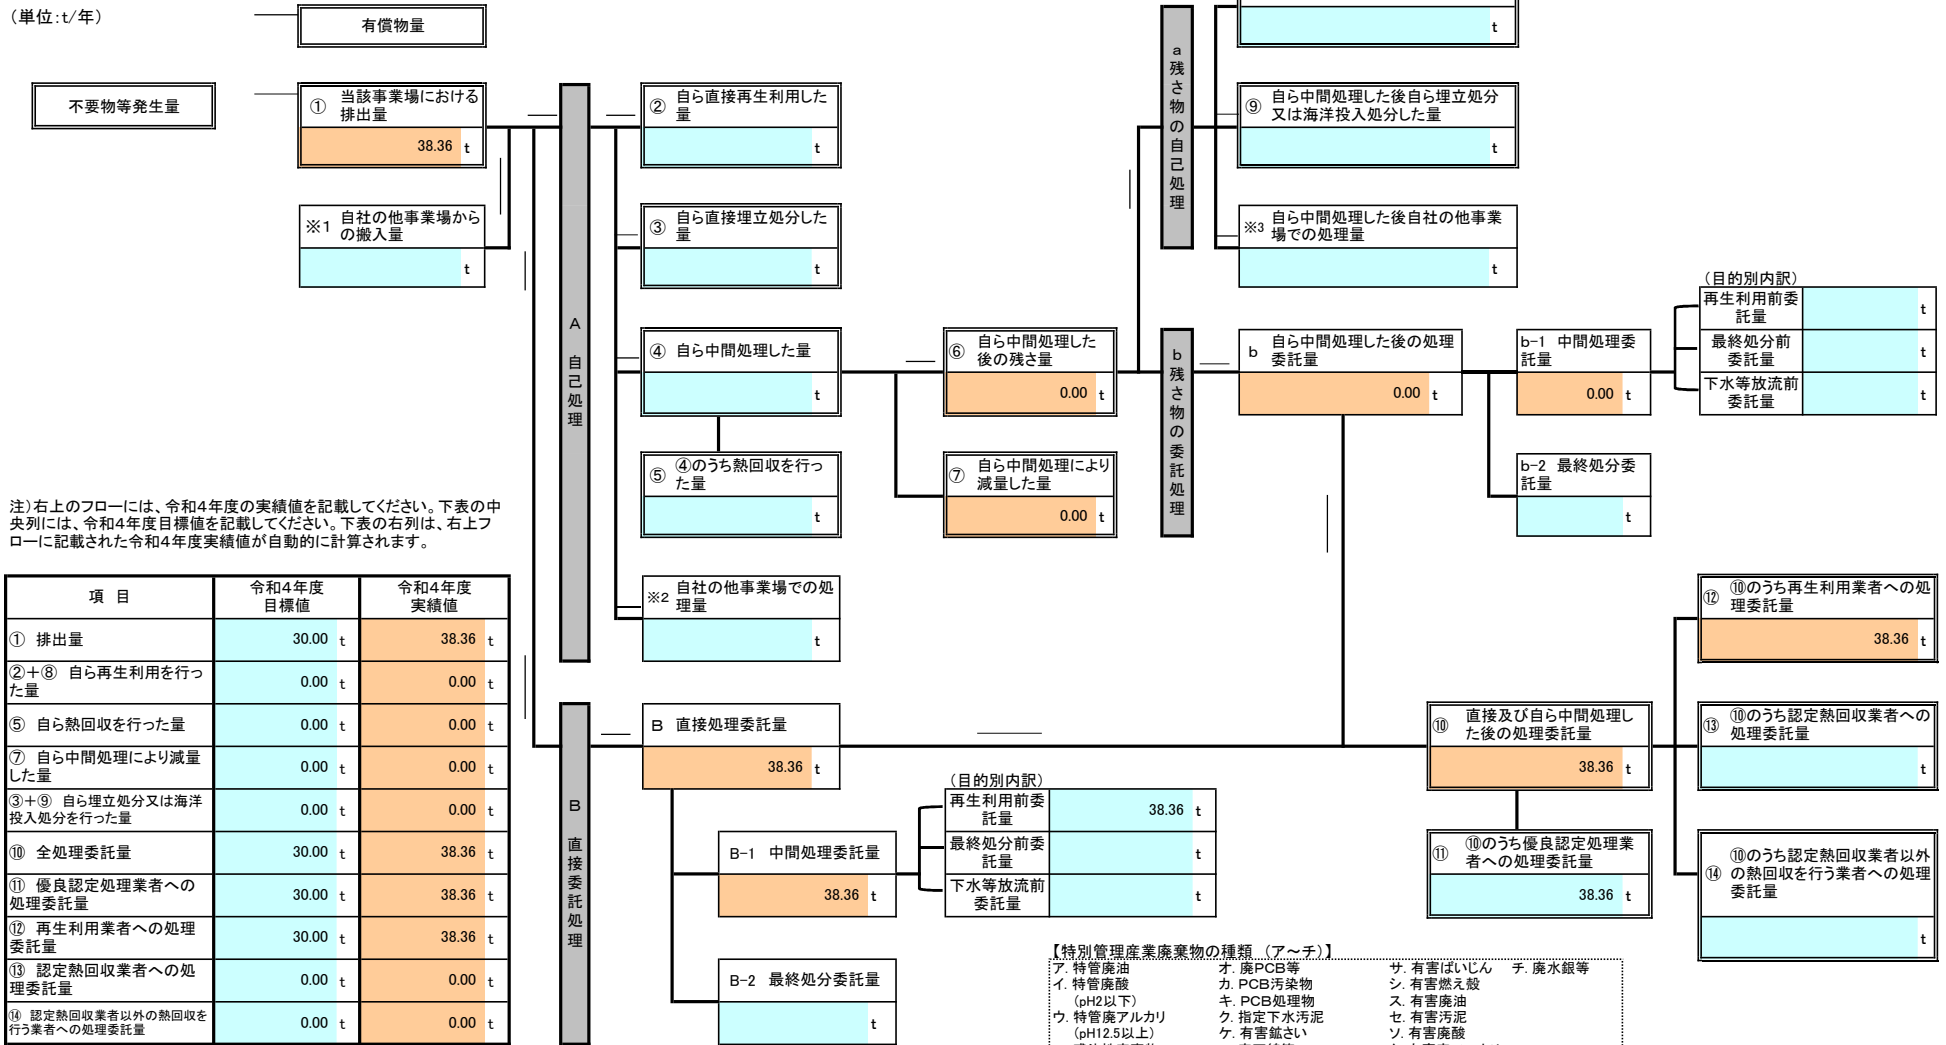 (単位:t/年)
有償物量
t
不要物等発生量
① 当該事業場における
排出量
38.36 t
※1 自社の他事業場から
の搬入量
t
A 自己処理
② 自ら直接再生利用した
量
t
③ 自ら直接埋立処分した
量
t
④ 自ら中間処理した量
t
⑤ ④のうち熱回収を行っ
た量
t
※2 自社の他事業場での処
理量
t
⑥ 自ら中間処理した
後の残さ量
0.00 t
⑦ 自ら中間処理により
減量した量
0.00 t
a 残さ物の自己処理
⑨ 自ら中間処理した後自ら埋立処分
又は海洋投入処分した量
t
※3 自ら中間処理した後自社の他事業
場での処理量
t
b 残さ物の委託処理
b 自ら中間処理した後の処理
委託量
0.00 t
b-1 中間処理委
託量
0.00 t
b-2 最終処分委
託量
t
(目的別内訳)
再生利用前委
託量
t
最終処分前
委託量
t
下水等放流前
委託量
t
注)右上のフローには、令和4年度の実績値を記載してください。下表の中
央列には、令和4年度目標値を記載してください。下表の右列は、右上フ
ローに記載された令和4年度実績値が自動的に計算されます。
項 目 令和4年度
目標値 令和4年度
実績値
① 排出量 30.00 t 38.36 t
②+⑧ 自ら再生利用を行っ
た量 0.00 t 0.00 t
⑤ 自ら熱回収を行った量 0.00 t 0.00 t
⑦ 自ら中間処理により減量
した量 0.00 t 0.00 t
③+⑨ 自ら埋立処分又は海洋
投入処分を行った量 0.00 t 0.00 t
⑩ 全処理委託量 30.00 t 38.36 t
⑪ 優良認定処理業者への
処理委託量 30.00 t 38.36 t
⑫ 再生利用業者への処理
委託量 30.00 t 38.36 t
⑬ 認定熱回収業者への処
理委託量 0.00 t 0.00 t
⑭ 認定熱回収業者以外の熱回収を
行う業者への処理委託量 0.00 t 0.00 t
B 直接委託処理
B 直接処理委託量
38.36 t
B-1 中間処理委託量
38.36 t
B-2 最終処分委託量
t
(目的別内訳)
再生利用前委
託量
38.36 t
最終処分前委
託量
t
下水等放流前
委託量
t
⑩ 直接及び自ら中間処理し
た後の処理委託量
38.36 t
⑪ ⑩のうち優良認定処理業
者への処理委託量
38.36 t
⑫ ⑩のうち再生利用業者への処
理委託量
38.36 t
⑬ ⑩のうち認定熱回収業者への
処理委託量
t
⑭ ⑩のうち認定熱回収業者以外
の熱回収を行う業者への処理
委託量
t
【特別管理産業廃棄物の種類 (ア~チ)】
ア. 特管廃油 オ. 廃PCB等 サ. 有害ばいじん チ. 廃水銀等
イ. 特管廃酸 カ. PCB汚染物 シ. 有害燃え殻
(pH2以下) キ. PCB処理物 ス. 有害廃油
ウ. 特管廃アルカリ ク. 指定下水汚泥 セ. 有害汚泥
(pH12.5以上) ケ. 有害鉱さい ソ. 有害廃酸